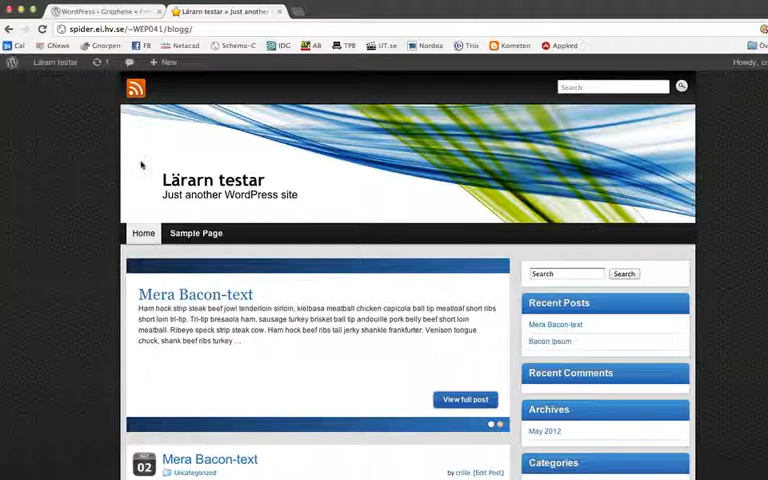 WordPress › Graphene « Fre
Lärarn testar » Just another
spider.ei.hv.se/~WEP041/blogg/
Cal GNews Gnorpen FB Netacad Schema-C IDG AB TPB UT.se Nordea Trio Kometen Appked Öv
Lärarn testar 1 + New Howdy, cr
Search
Lärarn testar
Just another WordPress site
Home Sample Page
Mera Bacon-text
Ham hock strip steak beef jowl tenderloin sirloin, kielbasa meatball chicken capicola ball tip meatloaf short ribs
short loin tri-tip. Tri-tip bresaola ham, sausage turkey brisket ball tip andouille pork belly beef short loin
meatball. Ribeye speck strip steak cow. Ham hock beef ribs tail jerky shankle frankfurter. Venison tongue
chuck, shank beef ribs turkey ...
View full post
MAY
02
Mera Bacon-text
Uncategorized
by crille [Edit Post]
Search Search
Recent Posts
Mera Bacon-text
Bacon Ipsum
Recent Comments
Archives
May 2012
Categories